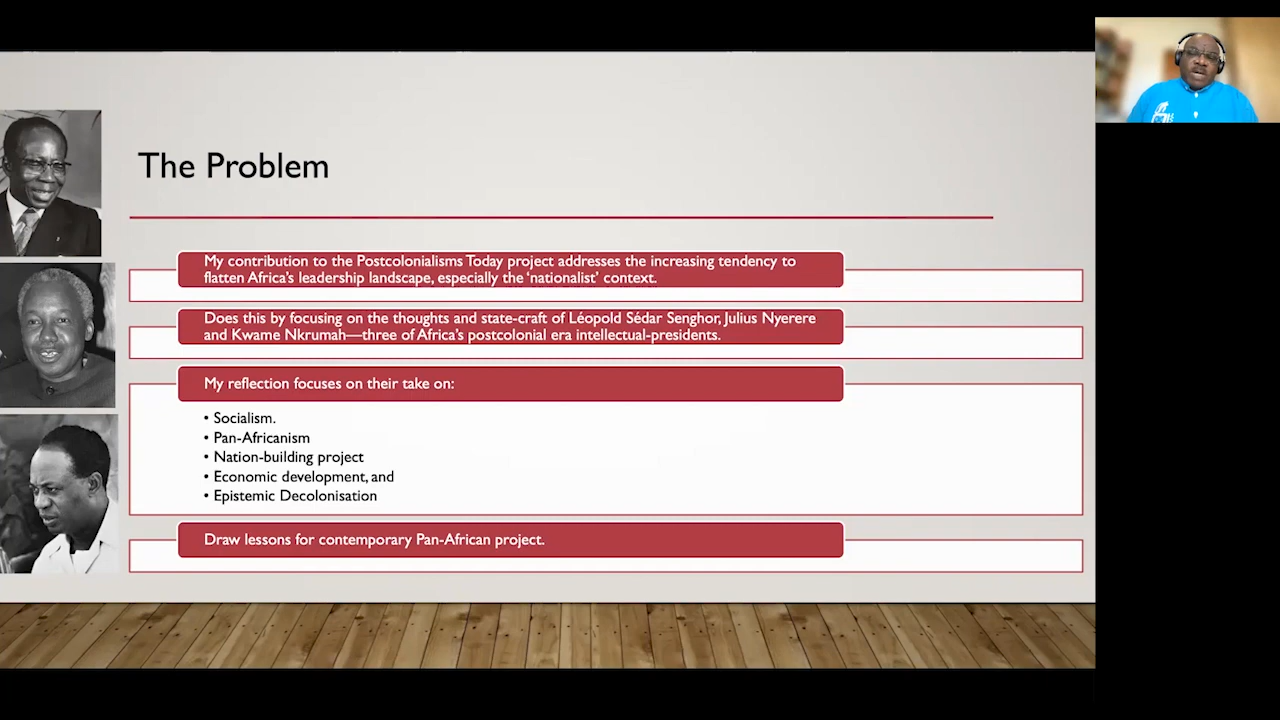 The Problem
My contribution to the Postcolonialisms Today project addresses the increasing tendency to
flatten Africa's leadership landscape, especially the 'nationalist' context.
Does this by focusing on the thoughts and state-craft of Léopold Sédar Senghor, Julius Nyerere
and Kwame Nkrumah—three of Africa's postcolonial era intellectual-presidents.
My reflection focuses on their take on:
• Socialism.
• Pan-Africanism
• Nation-building project
• Economic development, and
• Epistemic Decolonisation
Draw lessons for contemporary Pan-African project.